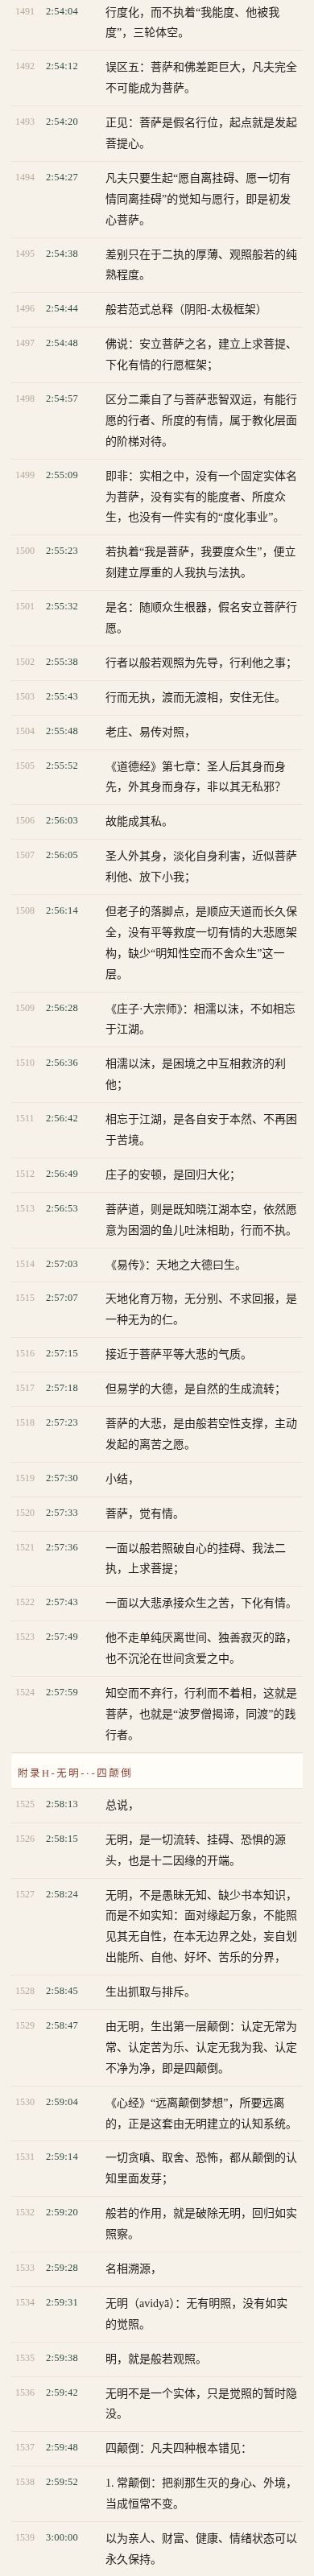 1491 2:54:04 行度化，而不执着“我能度、他被我
度”，三轮体空。
1492 2:54:12 误区五：菩萨和佛差距巨大，凡夫完全
不可能成为菩萨。
1493 2:54:20 正见：菩萨是假名行位，起点就是发起
菩提心。
1494 2:54:27 凡夫只要生起“愿自离挂碍、愿一切有
情同离挂碍”的觉知与愿行，即是初发
心菩萨。
1495 2:54:38 差别只在于二执的厚薄、观照般若的纯
熟程度。
1496 2:54:44 般若范式总释（阴阳-太极框架）
1497 2:54:48 佛说：安立菩萨之名，建立上求菩提、
下化有情的行愿框架；
1498 2:54:57 区分二乘自了与菩萨悲智双运，有能行
愿的行者、所度的有情，属于教化层面
的阶梯对待。
1499 2:55:09 即非：实相之中，没有一个固定实体名
为菩萨，没有实有的能度者、所度众
生，也没有一件实有的“度化事业”。
1500 2:55:23 若执着“我是菩萨，我要度众生”，便立
刻建立厚重的人我执与法执。
1501 2:55:32 是名：随顺众生根器，假名安立菩萨行
愿。
1502 2:55:38 行者以般若观照为先导，行利他之事；
1503 2:55:43 行而无执，渡而无渡相，安住无住。
1504 2:55:48 老庄、易传对照，
1505 2:55:52 《道德经》第七章：圣人后其身而身
先，外其身而身存，非以其无私邪？
1506 2:56:03 故能成其私。
1507 2:56:05 圣人外其身，淡化自身利害，近似菩萨
利他、放下小我；
1508 2:56:14 但老子的落脚点，是顺应天道而长久保
全，没有平等救度一切有情的大悲愿架
构，缺少“明知性空而不舍众生”这一
层。
1509 2:56:28 《庄子·大宗师》：相濡以沫，不如相忘
于江湖。
1510 2:56:36 相濡以沫，是困境之中互相救济的利
他；
1511 2:56:42 相忘于江湖，是各自安于本然、不再困
于苦境。
1512 2:56:49 庄子的安顿，是回归大化；
1513 2:56:53 菩萨道，则是既知晓江湖本空，依然愿
意为困涸的鱼儿吐沫相助，行而不执。
1514 2:57:03 《易传》：天地之大德曰生。
1515 2:57:07 天地化育万物，无分别、不求回报，是
一种无为的仁。
1516 2:57:15 接近于菩萨平等大悲的气质。
1517 2:57:18 但易学的大德，是自然的生成流转；
1518 2:57:23 菩萨的大悲，是由般若空性支撑，主动
发起的离苦之愿。
1519 2:57:30 小结，
1520 2:57:33 菩萨，觉有情。
1521 2:57:36 一面以般若照破自心的挂碍、我法二
执，上求菩提；
1522 2:57:43 一面以大悲承接众生之苦，下化有情。
1523 2:57:49 他不走单纯厌离世间、独善寂灭的路，
也不沉沦在世间贪爱之中。
1524 2:57:59 知空而不弃行，行利而不着相，这就是
菩萨，也就是“波罗僧揭谛，同渡”的践
行者。
附录H-无明-·-四颠倒
1525 2:58:13 总说，
1526 2:58:15 无明，是一切流转、挂碍、恐惧的源
头，也是十二因缘的开端。
1527 2:58:24 无明，不是愚昧无知、缺少书本知识，
而是不如实知：面对缘起万象，不能照
见其无自性，在本无边界之处，妄自划
出能所、自他、好坏、苦乐的分界，
1528 2:58:45 生出抓取与排斥。
1529 2:58:47 由无明，生出第一层颠倒：认定无常为
常、认定苦为乐、认定无我为我、认定
不净为净，即是四颠倒。
1530 2:59:04 《心经》“远离颠倒梦想”，所要远离
的，正是这套由无明建立的认知系统。
1531 2:59:14 一切贪嗔、取舍、恐怖，都从颠倒的认
知里面发芽；
1532 2:59:20 般若的作用，就是破除无明，回归如实
照察。
1533 2:59:28 名相溯源，
1534 2:59:31 无明（avidyā）：无有明照，没有如实
的觉照。
1535 2:59:38 明，就是般若观照。
1536 2:59:42 无明不是一个实体，只是觉照的暂时隐
没。
1537 2:59:48 四颠倒：凡夫四种根本错见：
1538 2:59:52 1. 常颠倒：把刹那生灭的身心、外境，
当成恒常不变。
1539 3:00:00 以为亲人、财富、健康、情绪状态可以
永久保持。